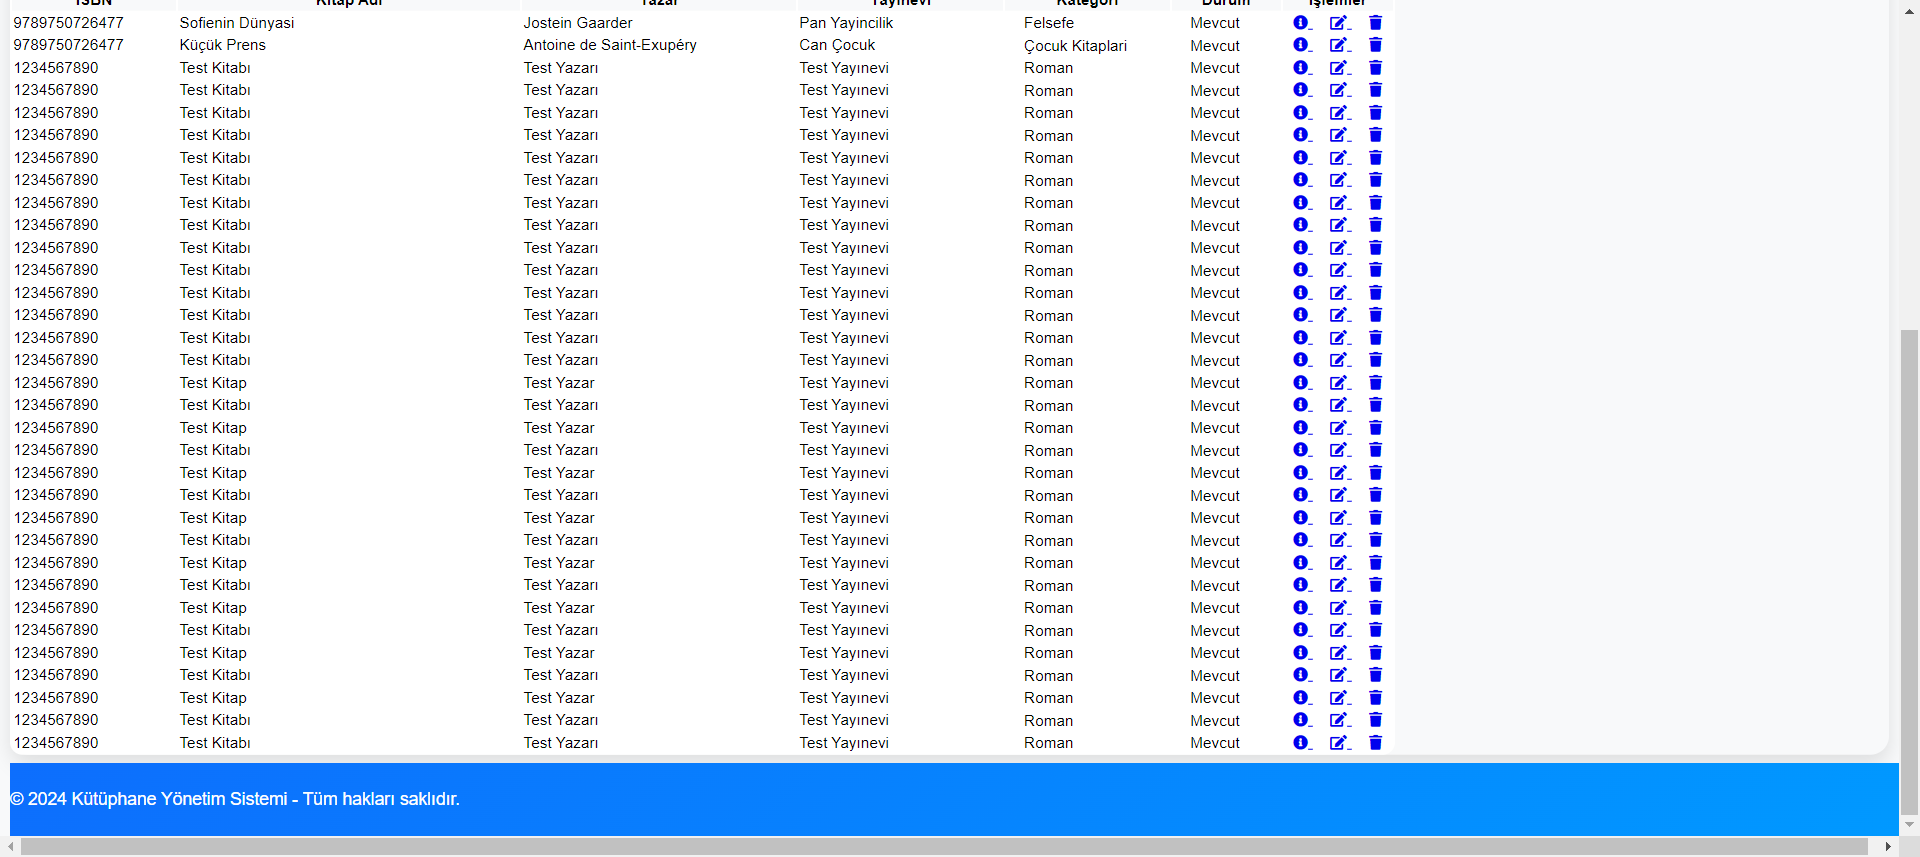 ISBN Kitap Adı Yazar Yayınevi Kategori Durum İşlemler
9789750726477 Sofienin Dünyasi Jostein Gaarder Pan Yayincilik Felsefe Mevcut
9789750726477 Küçük Prens Antoine de Saint-Exupéry Can Çocuk Çocuk Kitaplari Mevcut
1234567890 Test Kitabı Test Yazarı Test Yayınevi Roman Mevcut
1234567890 Test Kitabı Test Yazarı Test Yayınevi Roman Mevcut
1234567890 Test Kitabı Test Yazarı Test Yayınevi Roman Mevcut
1234567890 Test Kitabı Test Yazarı Test Yayınevi Roman Mevcut
1234567890 Test Kitabı Test Yazarı Test Yayınevi Roman Mevcut
1234567890 Test Kitabı Test Yazarı Test Yayınevi Roman Mevcut
1234567890 Test Kitabı Test Yazarı Test Yayınevi Roman Mevcut
1234567890 Test Kitabı Test Yazarı Test Yayınevi Roman Mevcut
1234567890 Test Kitabı Test Yazarı Test Yayınevi Roman Mevcut
1234567890 Test Kitabı Test Yazarı Test Yayınevi Roman Mevcut
1234567890 Test Kitabı Test Yazarı Test Yayınevi Roman Mevcut
1234567890 Test Kitabı Test Yazarı Test Yayınevi Roman Mevcut
1234567890 Test Kitabı Test Yazarı Test Yayınevi Roman Mevcut
1234567890 Test Kitabı Test Yazarı Test Yayınevi Roman Mevcut
1234567890 Test Kitap Test Yazar Test Yayınevi Roman Mevcut
1234567890 Test Kitabı Test Yazarı Test Yayınevi Roman Mevcut
1234567890 Test Kitap Test Yazar Test Yayınevi Roman Mevcut
1234567890 Test Kitabı Test Yazarı Test Yayınevi Roman Mevcut
1234567890 Test Kitap Test Yazar Test Yayınevi Roman Mevcut
1234567890 Test Kitabı Test Yazarı Test Yayınevi Roman Mevcut
1234567890 Test Kitap Test Yazar Test Yayınevi Roman Mevcut
1234567890 Test Kitabı Test Yazarı Test Yayınevi Roman Mevcut
1234567890 Test Kitap Test Yazar Test Yayınevi Roman Mevcut
1234567890 Test Kitabı Test Yazarı Test Yayınevi Roman Mevcut
1234567890 Test Kitap Test Yazar Test Yayınevi Roman Mevcut
1234567890 Test Kitabı Test Yazarı Test Yayınevi Roman Mevcut
1234567890 Test Kitap Test Yazar Test Yayınevi Roman Mevcut
1234567890 Test Kitabı Test Yazarı Test Yayınevi Roman Mevcut
1234567890 Test Kitap Test Yazar Test Yayınevi Roman Mevcut
1234567890 Test Kitabı Test Yazarı Test Yayınevi Roman Mevcut
1234567890 Test Kitabı Test Yazarı Test Yayınevi Roman Mevcut
© 2024 Kütüphane Yönetim Sistemi - Tüm hakları saklıdır.